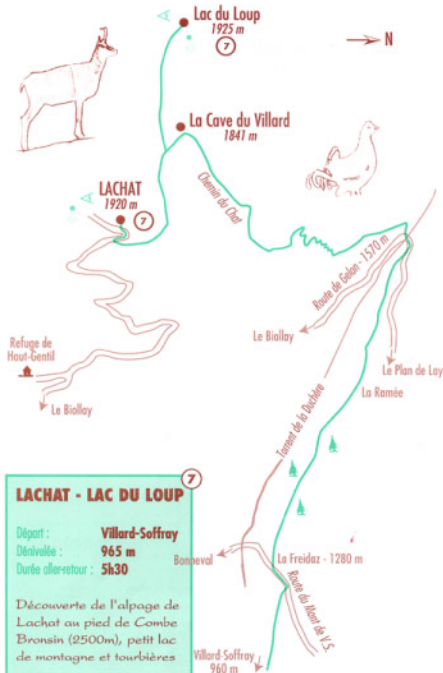 Lac du Loup
1925 m
7
N
La Cave du Villard
1841 m
LACHAT
1920 m
7
Chemin du Chat
Route de Gelon - 1570 m
Le Biollay
Refuge de
Haut-Gentil
Le Biollay
Le Plan de Lay
La Ramée
Torrent de la Duchère
7
LACHAT - LAC DU LOUP
Départ : Villard-Soffray
Dénivelée : 965 m
Durée aller-retour : 5h30
Découverte de l'alpage de
Lachat au pied de Combe
Bronsin (2500m), petit lac
de montagne et tourbières
Bonneval
La Freidaz - 1280 m
Route du Mont de V.S.
Villard-Soffray
960 m